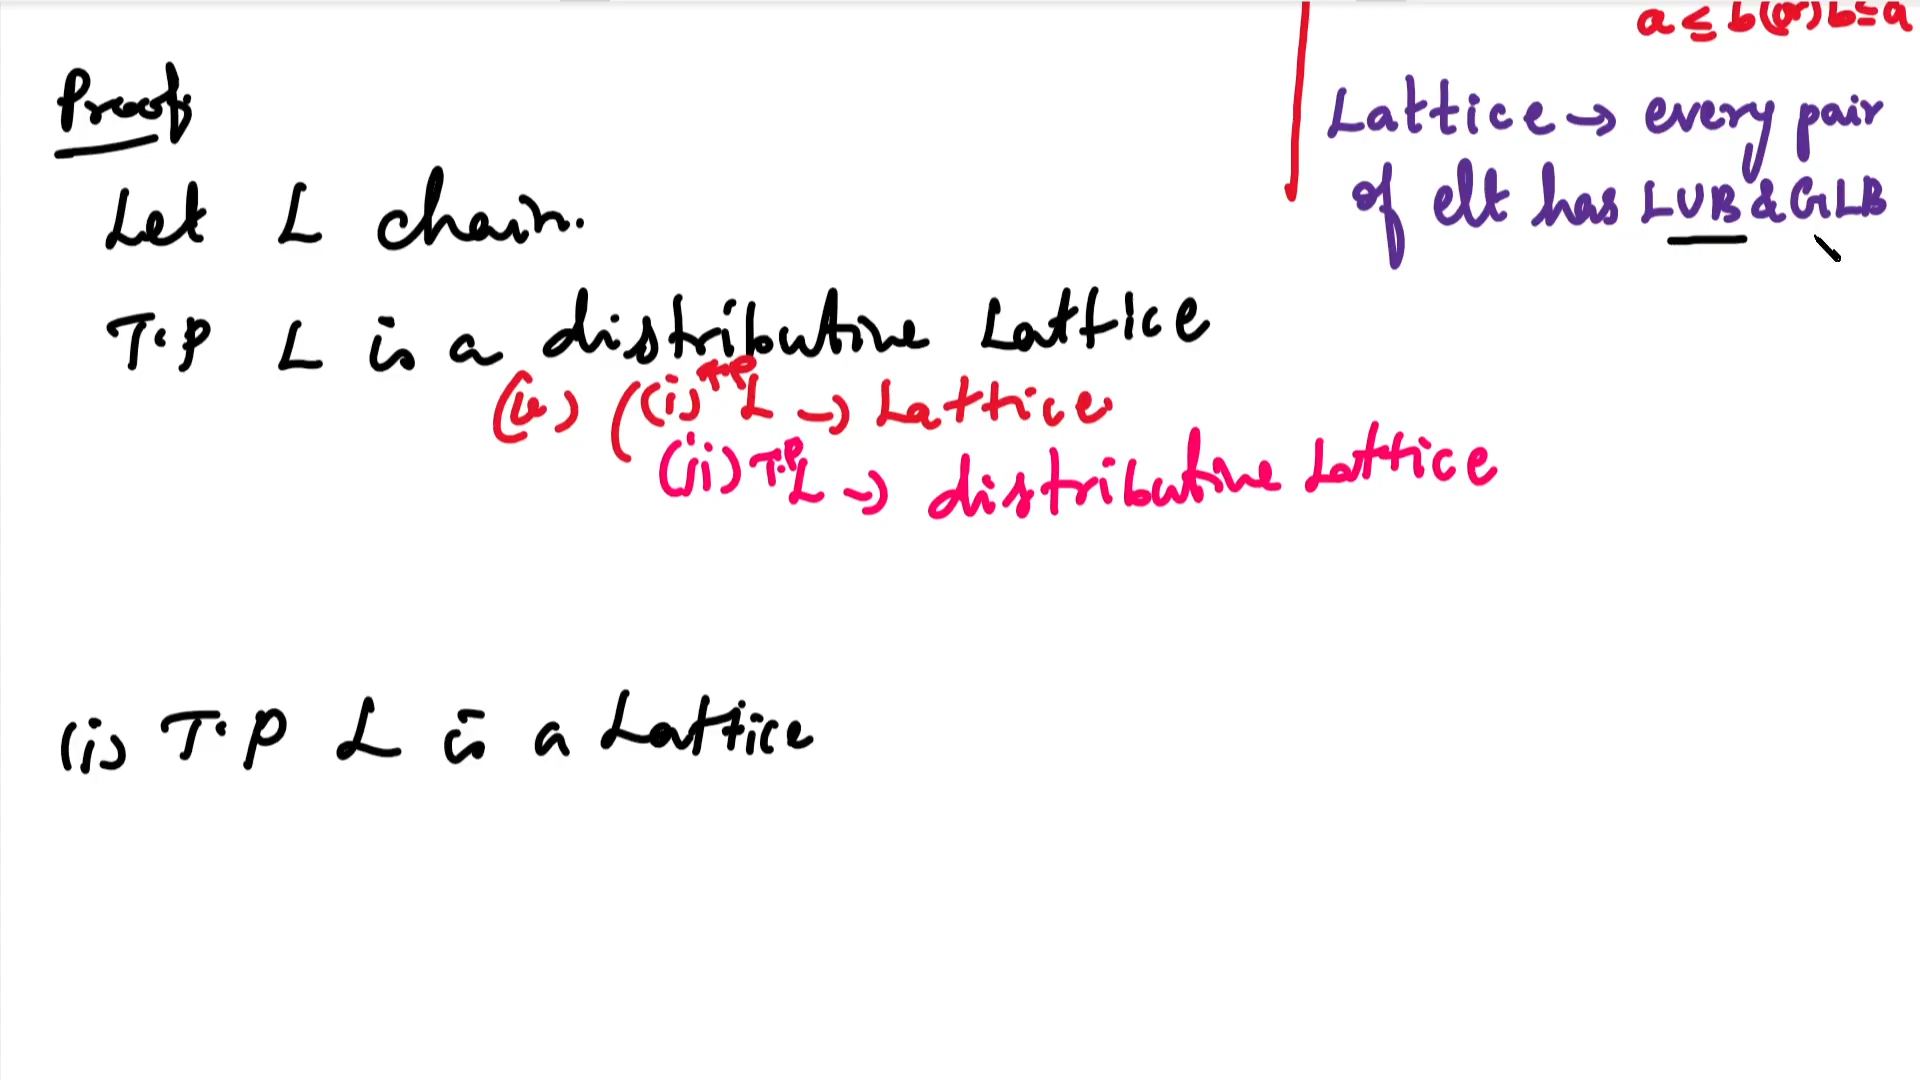 a ≤ b (or) b ≤ a
Lattice → every pair
of elt has LUB & GLB
Proof:
Let L chain.
T.P L is a distributive Lattice
(ie) (i) T.P L → Lattice
(ii) T.P L → distributive Lattice
(i) T.P L is a Lattice